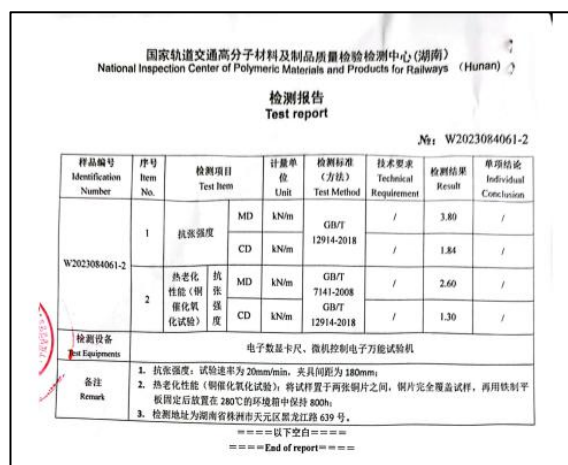 国家轨道交通高分子材料及制品质量检验检测中心(湖南)
National Inspection Center of Polymeric Materials and Products for Railways (Hunan)
检测报告
Test report
№: W2023084061-2
样品编号 Identification Number 序号 Item No. 检测项目 Test Item 计量单位 Unit 检测标准(方法) Test Method 技术要求 Technical Requirement 检测结果 Result 单项结论 Individual Conclusion
W2023084061-2
1 抗张强度 MD kN/m GB/T 12914-2018 / 3.80 /
CD kN/m / 1.84 /
2 热老化性能(铜催化氧化试验) 抗张强度 MD kN/m GB/T 7141-2008 / 2.60 /
CD kN/m GB/T 12914-2018 / 1.30 /
检测设备 Test Equipments 电子数显卡尺、微机控制电子万能试验机
备注 Remark
1. 抗张强度:试验速率为20mm/min,夹具间距为180mm;
2. 热老化性能(铜催化氧化试验):将试样置于两张铜片之间,铜片完全覆盖试样,再用铁制平
板固定后放置在280℃的环境箱中保持800h;
3. 检测地址为湖南省株洲市天元区黑龙江路639号。
====以下空白====
====End of report====